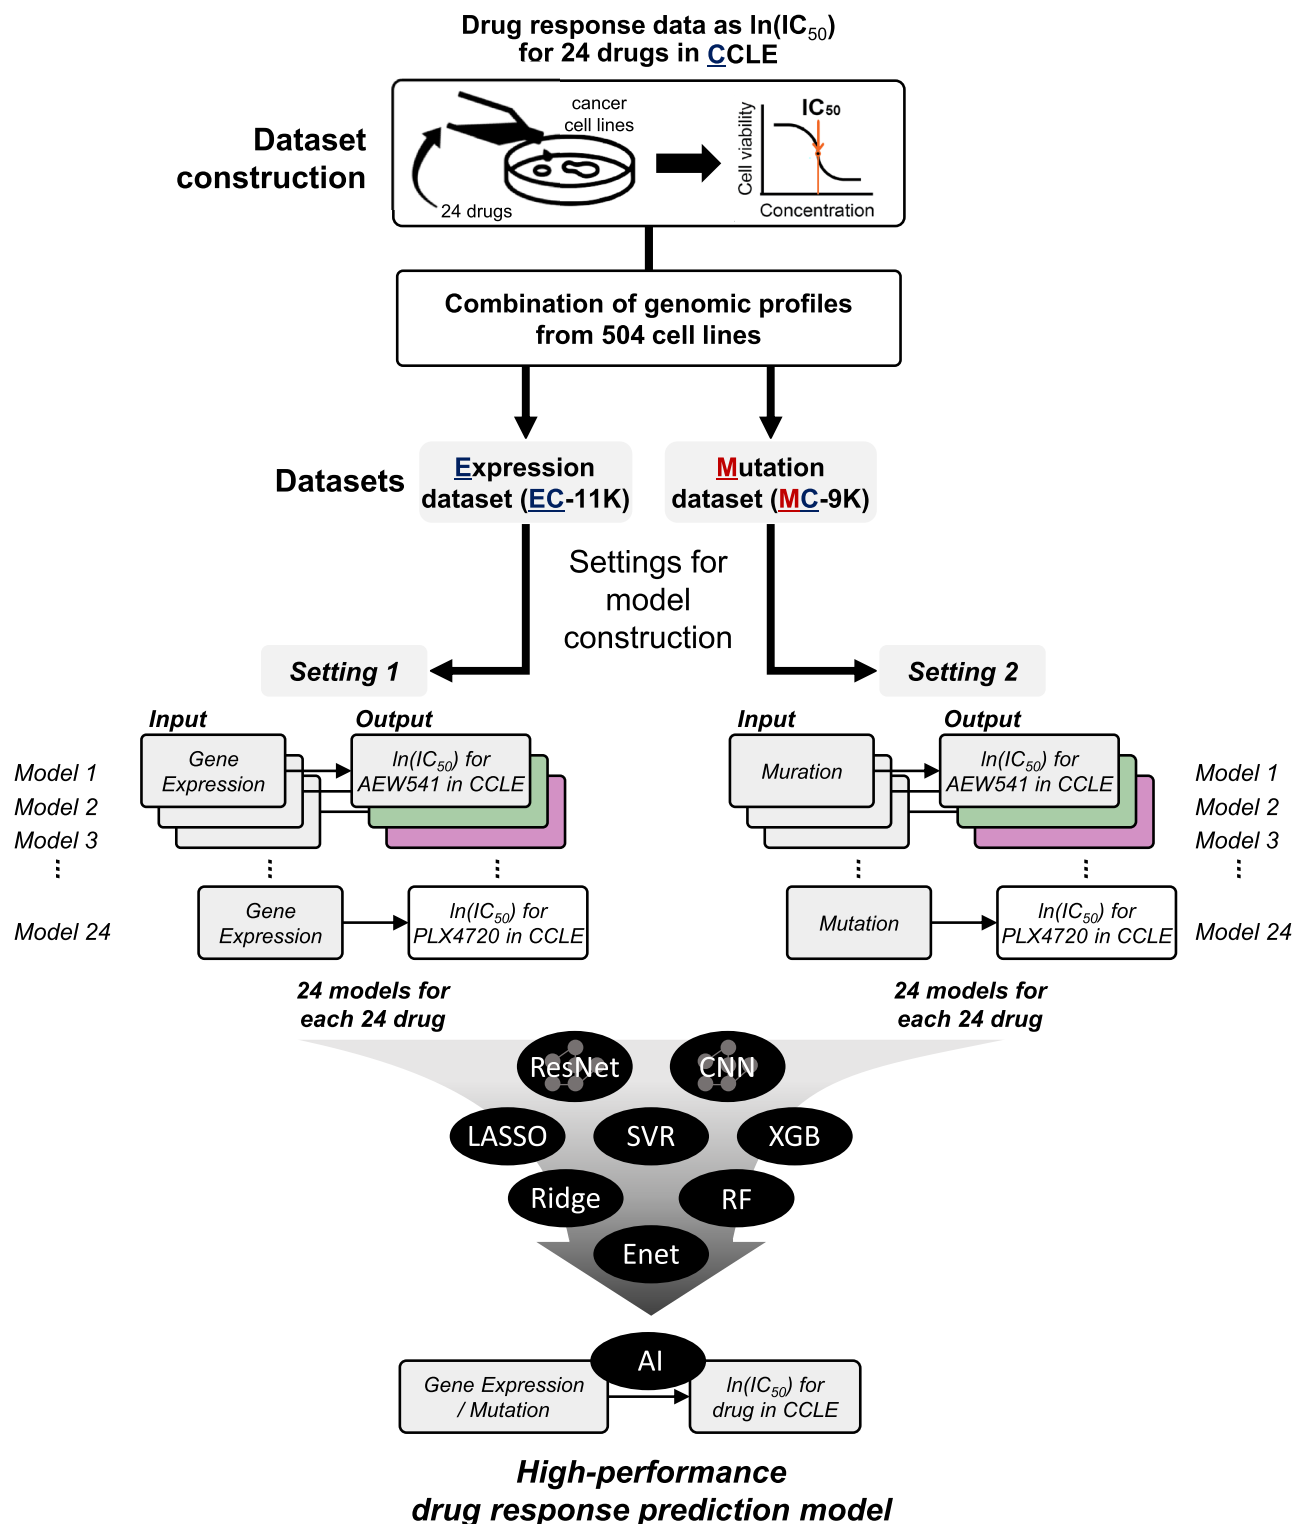 Drug response data as ln(IC50)
for 24 drugs in CCLE
Dataset
construction
cancer
cell lines
24 drugs
IC50
Cell viability
Concentration
Combination of genomic profiles
from 504 cell lines
Datasets
Expression
dataset (EC-11K)
Mutation
dataset (MC-9K)
Settings for
model
construction
Setting 1
Setting 2
Input
Output
Gene
Expression
ln(IC50) for
AEW541 in CCLE
Model 1
Model 2
Model 3
⋮
⋮
⋮
Model 24
Gene
Expression
ln(IC50) for
PLX4720 in CCLE
24 models for
each 24 drug
Input
Output
Muration
ln(IC50) for
AEW541 in CCLE
Model 1
Model 2
Model 3
⋮
⋮
⋮
Mutation
ln(IC50) for
PLX4720 in CCLE
Model 24
24 models for
each 24 drug
ResNet
CNN
LASSO
SVR
XGB
Ridge
RF
Enet
AI
Gene Expression
/ Mutation
ln(IC50) for
drug in CCLE
High-performance
drug response prediction model